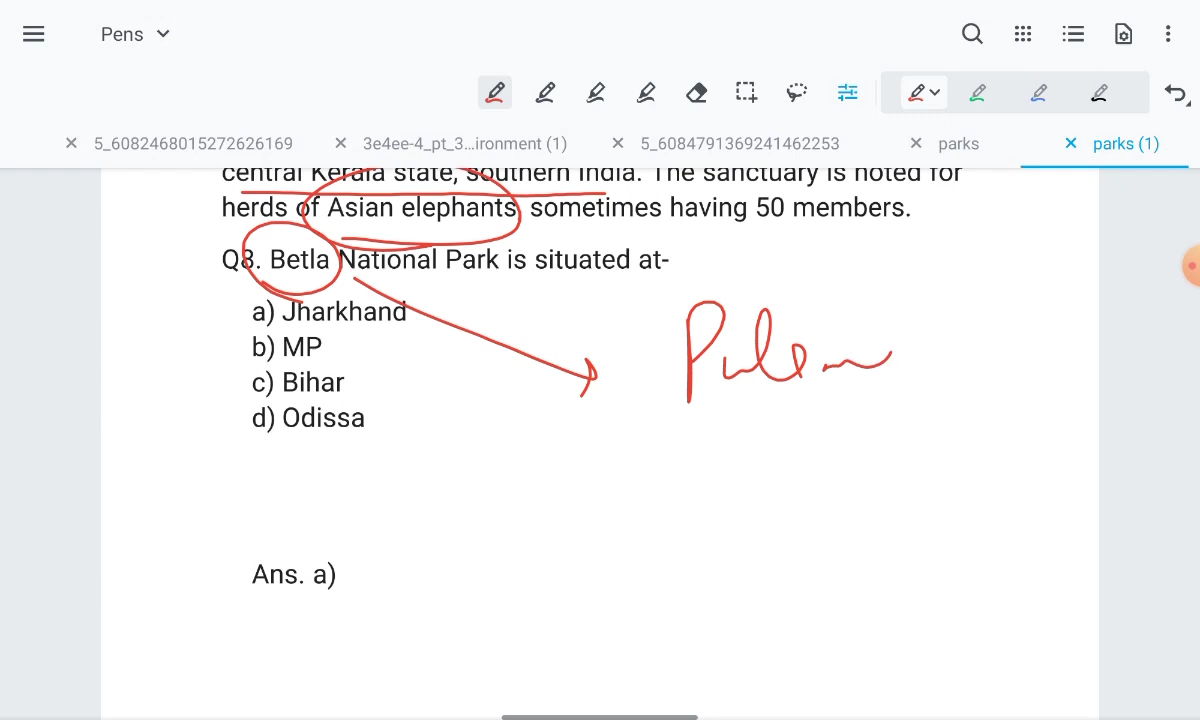 Pens
5_6082468015272626169
3e4ee-4_pt_3...ironment (1)
5_6084791369241462253
parks
parks (1)
central Kerala state, southern India. The sanctuary is noted for
herds of Asian elephants, sometimes having 50 members.
Q8. Betla National Park is situated at-
a) Jharkhand
b) MP
c) Bihar
d) Odissa
Ans. a)